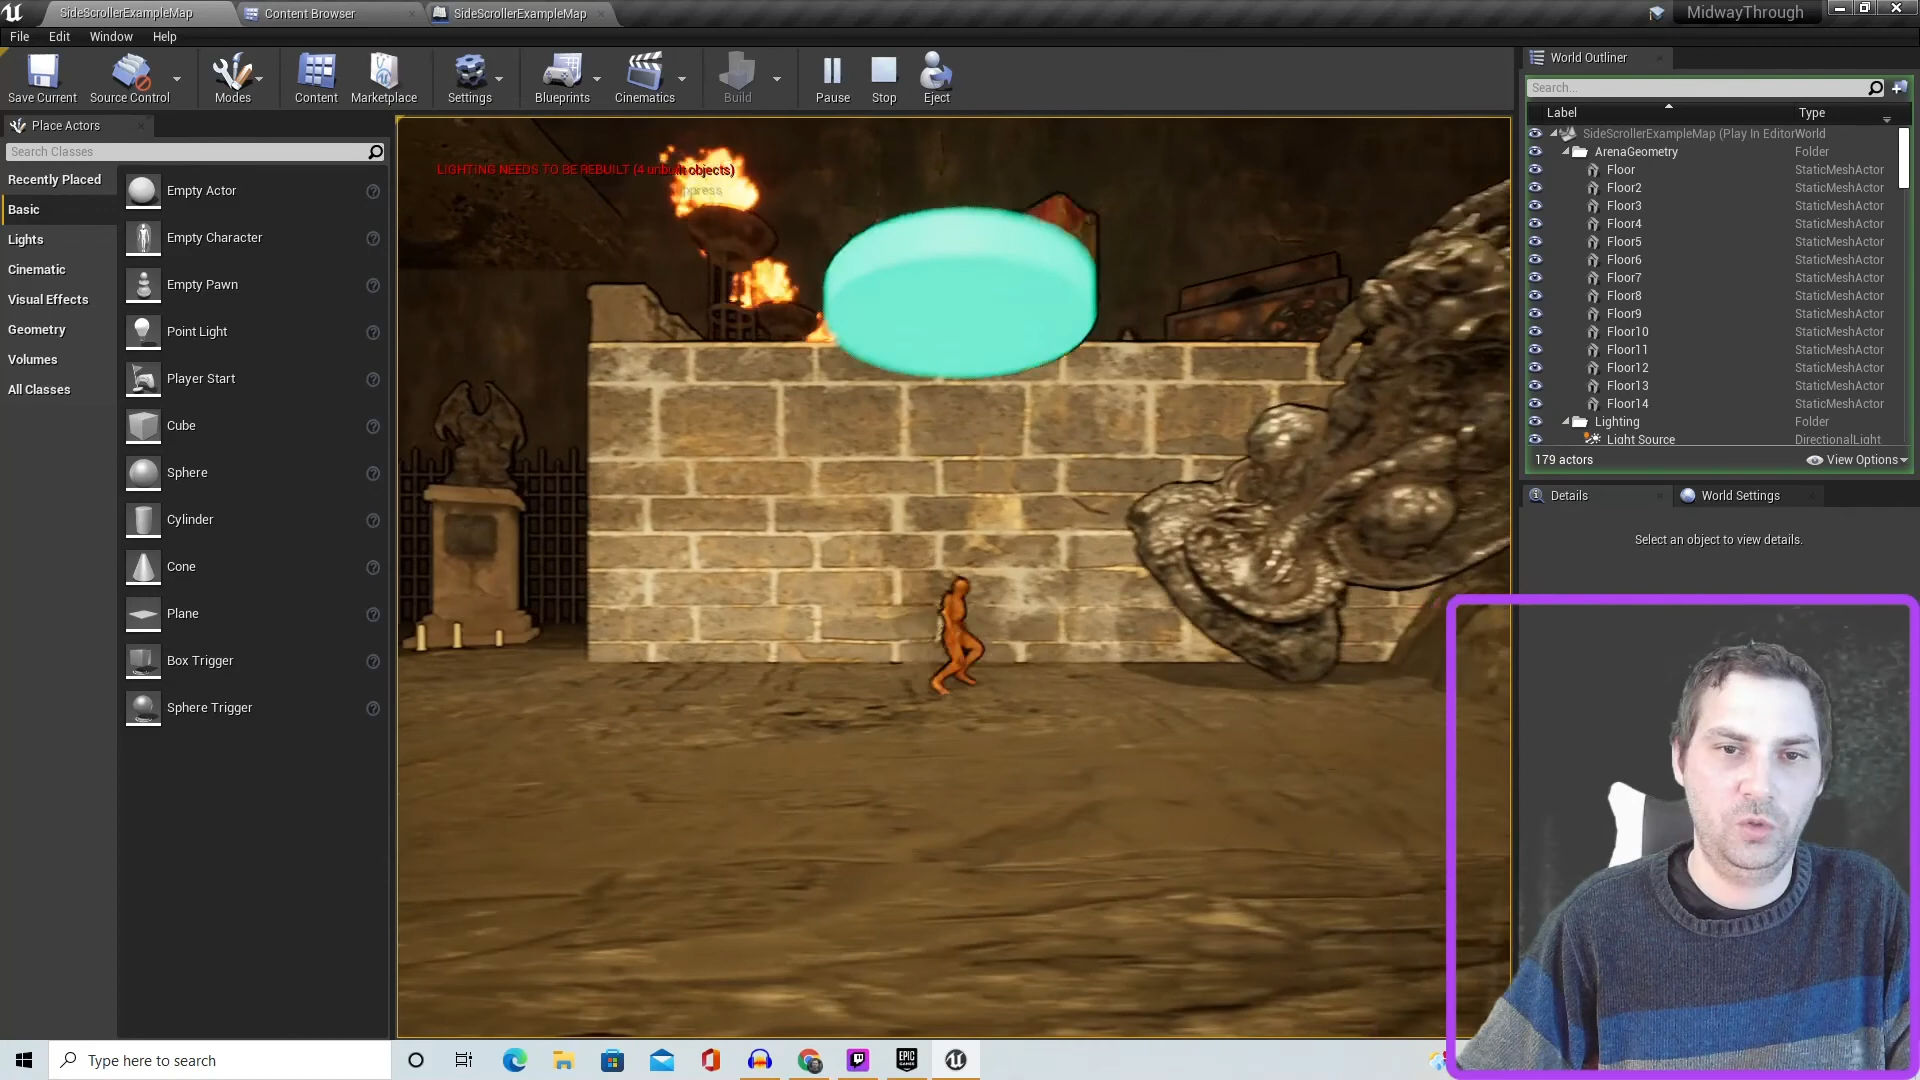 SideScrollerExampleMap
Content Browser
SideScrollerExampleMap
MidwayThrough
File
Edit
Window
Help
Save Current
Source Control
Modes
Content
Marketplace
Settings
Blueprints
Cinematics
Build
Pause
Stop
Eject
Place Actors
Search Classes
Recently Placed
Basic
Lights
Cinematic
Visual Effects
Geometry
Volumes
All Classes
Empty Actor
Empty Character
Empty Pawn
Point Light
Player Start
Cube
Sphere
Cylinder
Cone
Plane
Box Trigger
Sphere Trigger
LIGHTING NEEDS TO BE REBUILT (4 unbuilt objects)
World Outliner
Search...
Label
Type
SideScrollerExampleMap (Play In Editor World
ArenaGeometry Folder
Floor StaticMeshActor
Floor2 StaticMeshActor
Floor3 StaticMeshActor
Floor4 StaticMeshActor
Floor5 StaticMeshActor
Floor6 StaticMeshActor
Floor7 StaticMeshActor
Floor8 StaticMeshActor
Floor9 StaticMeshActor
Floor10 StaticMeshActor
Floor11 StaticMeshActor
Floor12 StaticMeshActor
Floor13 StaticMeshActor
Floor14 StaticMeshActor
Lighting Folder
Light Source DirectionalLight
179 actors
View Options
Details
World Settings
Select an object to view details.
Type here to search
EPIC
GAMES